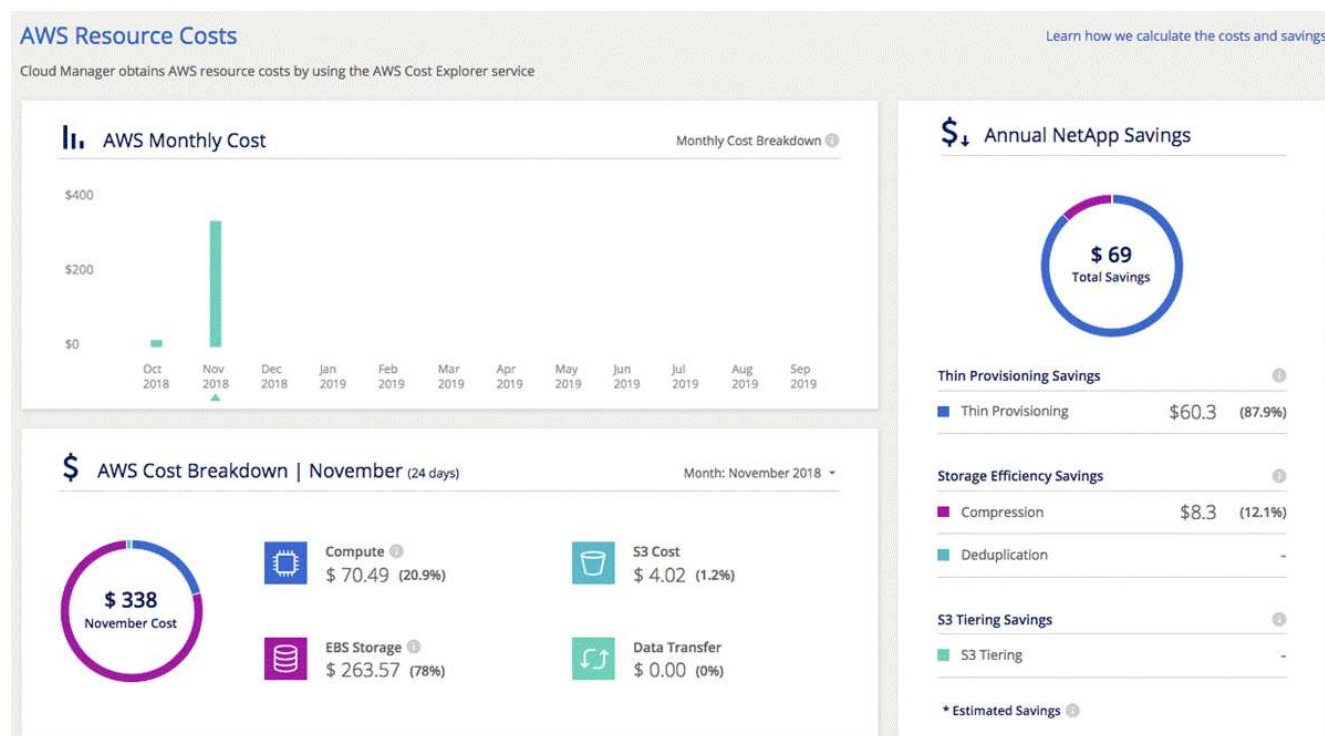 AWS Resource Costs
Learn how we calculate the costs and savings
Cloud Manager obtains AWS resource costs by using the AWS Cost Explorer service
AWS Monthly Cost
Monthly Cost Breakdown
$400
$200
$0
Oct 2018
Nov 2018
Dec 2018
Jan 2019
Feb 2019
Mar 2019
Apr 2019
May 2019
Jun 2019
Jul 2019
Aug 2019
Sep 2019
AWS Cost Breakdown | November (24 days)
Month: November 2018
$ 338
November Cost
Compute
$ 70.49 (20.9%)
S3 Cost
$ 4.02 (1.2%)
EBS Storage
$ 263.57 (78%)
Data Transfer
$ 0.00 (0%)
Annual NetApp Savings
$ 69
Total Savings
Thin Provisioning Savings
Thin Provisioning $60.3 (87.9%)
Storage Efficiency Savings
Compression $8.3 (12.1%)
Deduplication -
S3 Tiering Savings
S3 Tiering -
* Estimated Savings